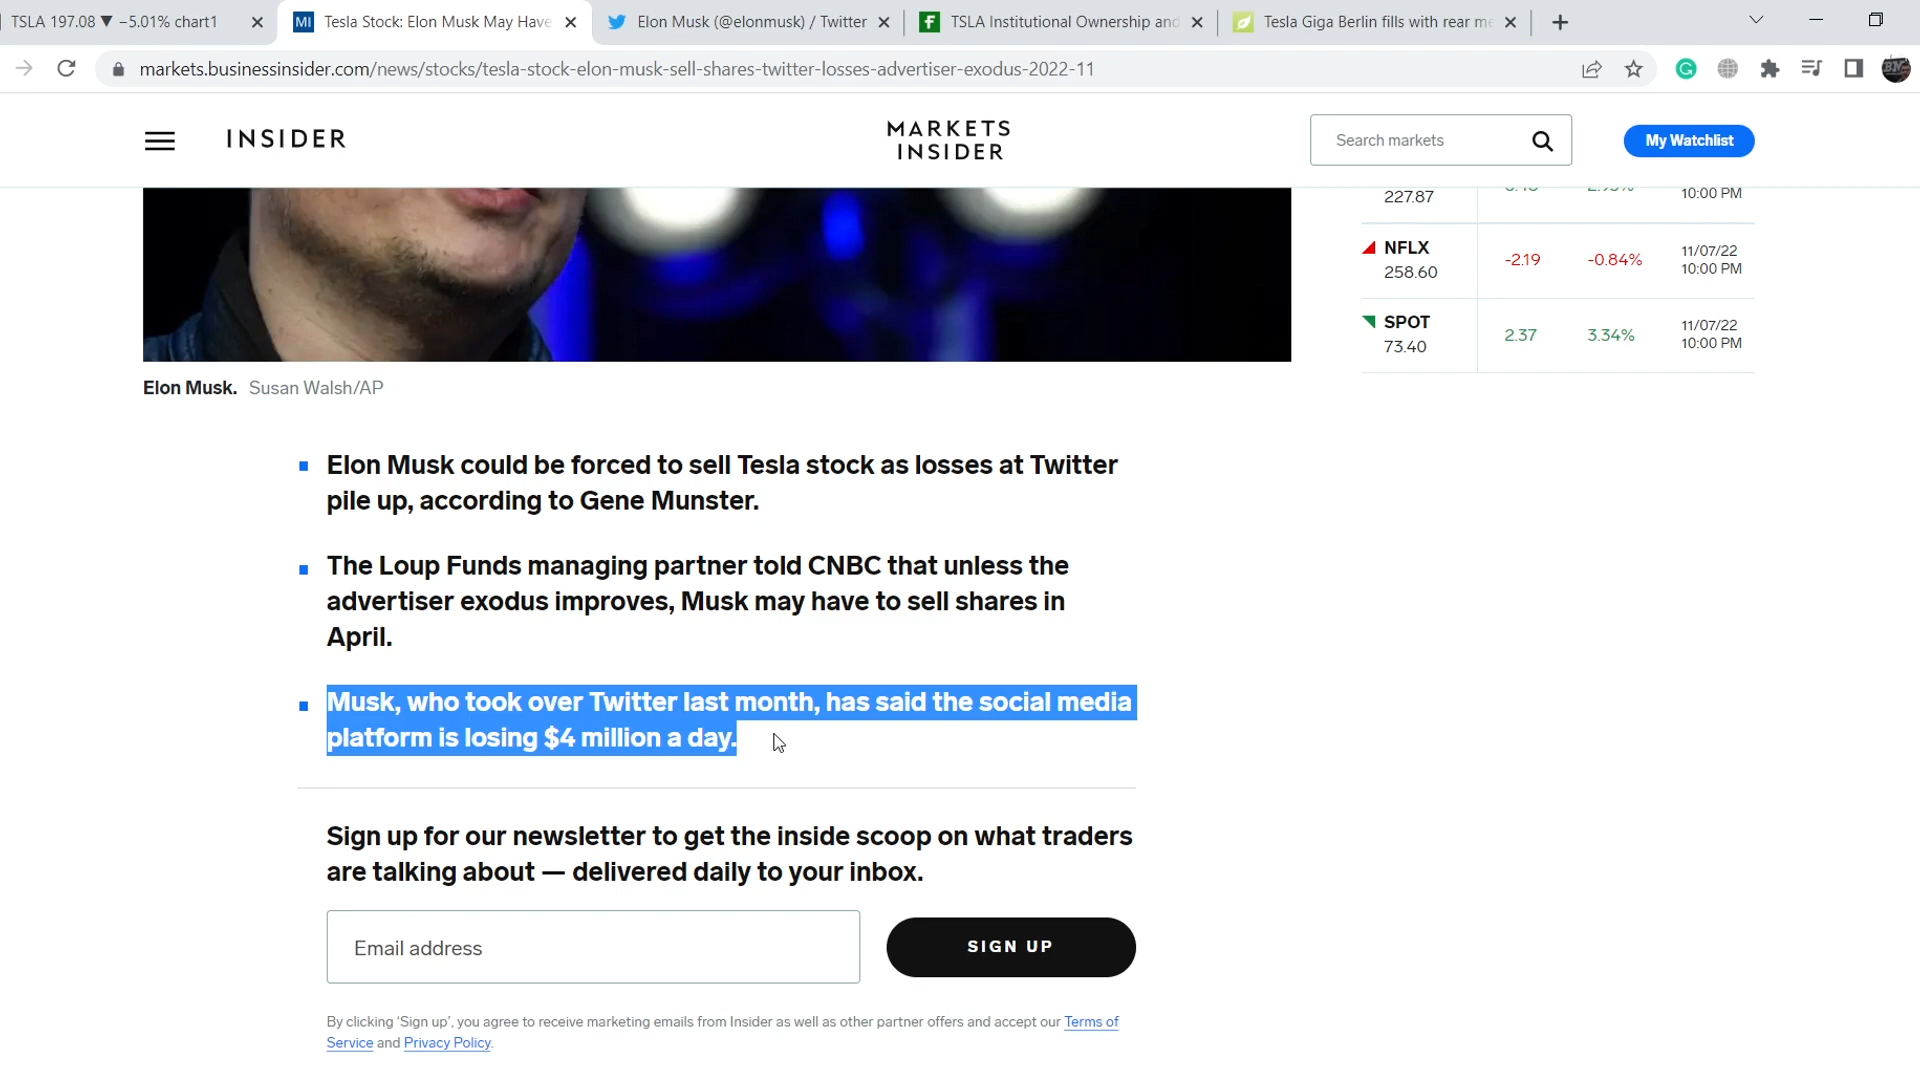 TSLA 197.08 ▼ −5.01% chart1
Tesla Stock: Elon Musk May Have
Elon Musk (@elonmusk) / Twitter
TSLA Institutional Ownership and
Tesla Giga Berlin fills with rear me
markets.businessinsider.com/news/stocks/tesla-stock-elon-musk-sell-shares-twitter-losses-advertiser-exodus-2022-11
INSIDER
MARKETS
INSIDER
Search markets
My Watchlist
227.87
10:00 PM
NFLX
258.60
-2.19
-0.84%
11/07/22
10:00 PM
SPOT
73.40
2.37
3.34%
11/07/22
10:00 PM
Elon Musk. Susan Walsh/AP
Elon Musk could be forced to sell Tesla stock as losses at Twitter
pile up, according to Gene Munster.
The Loup Funds managing partner told CNBC that unless the
advertiser exodus improves, Musk may have to sell shares in
April.
Musk, who took over Twitter last month, has said the social media
platform is losing $4 million a day.
Sign up for our newsletter to get the inside scoop on what traders
are talking about — delivered daily to your inbox.
Email address
SIGN UP
By clicking ‘Sign up’, you agree to receive marketing emails from Insider as well as other partner offers and accept our Terms of
Service and Privacy Policy.